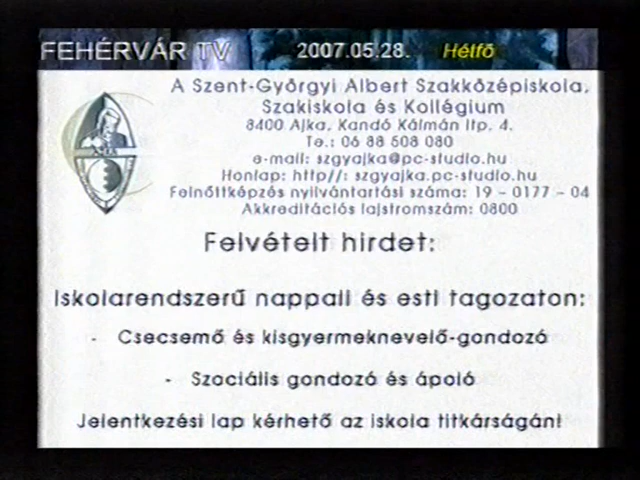 FEHÉRVÁR TV 2007.05.28. Hétfő
A Szent-Györgyi Albert Szakközépiskola,
Szakiskola és Kollégium
8400 Ajka, Kandó Kálmán ltp. 4.
Te.: 06 88 508 080
e-mail: szgyajka@pc-studio.hu
Honlap: http//: szgyajka.pc-studio.hu
Felnőttképzés nyilvántartási száma: 19 - 0177 - 04
Akkreditációs lajstromszám: 0800
Felvételt hirdet:
Iskolarendszerű nappali és esti tagozaton:
- Csecsemő és kisgyermeknevelő-gondozó
- Szociális gondozó és ápoló
Jelentkezési lap kérhető az iskola titkárságán!